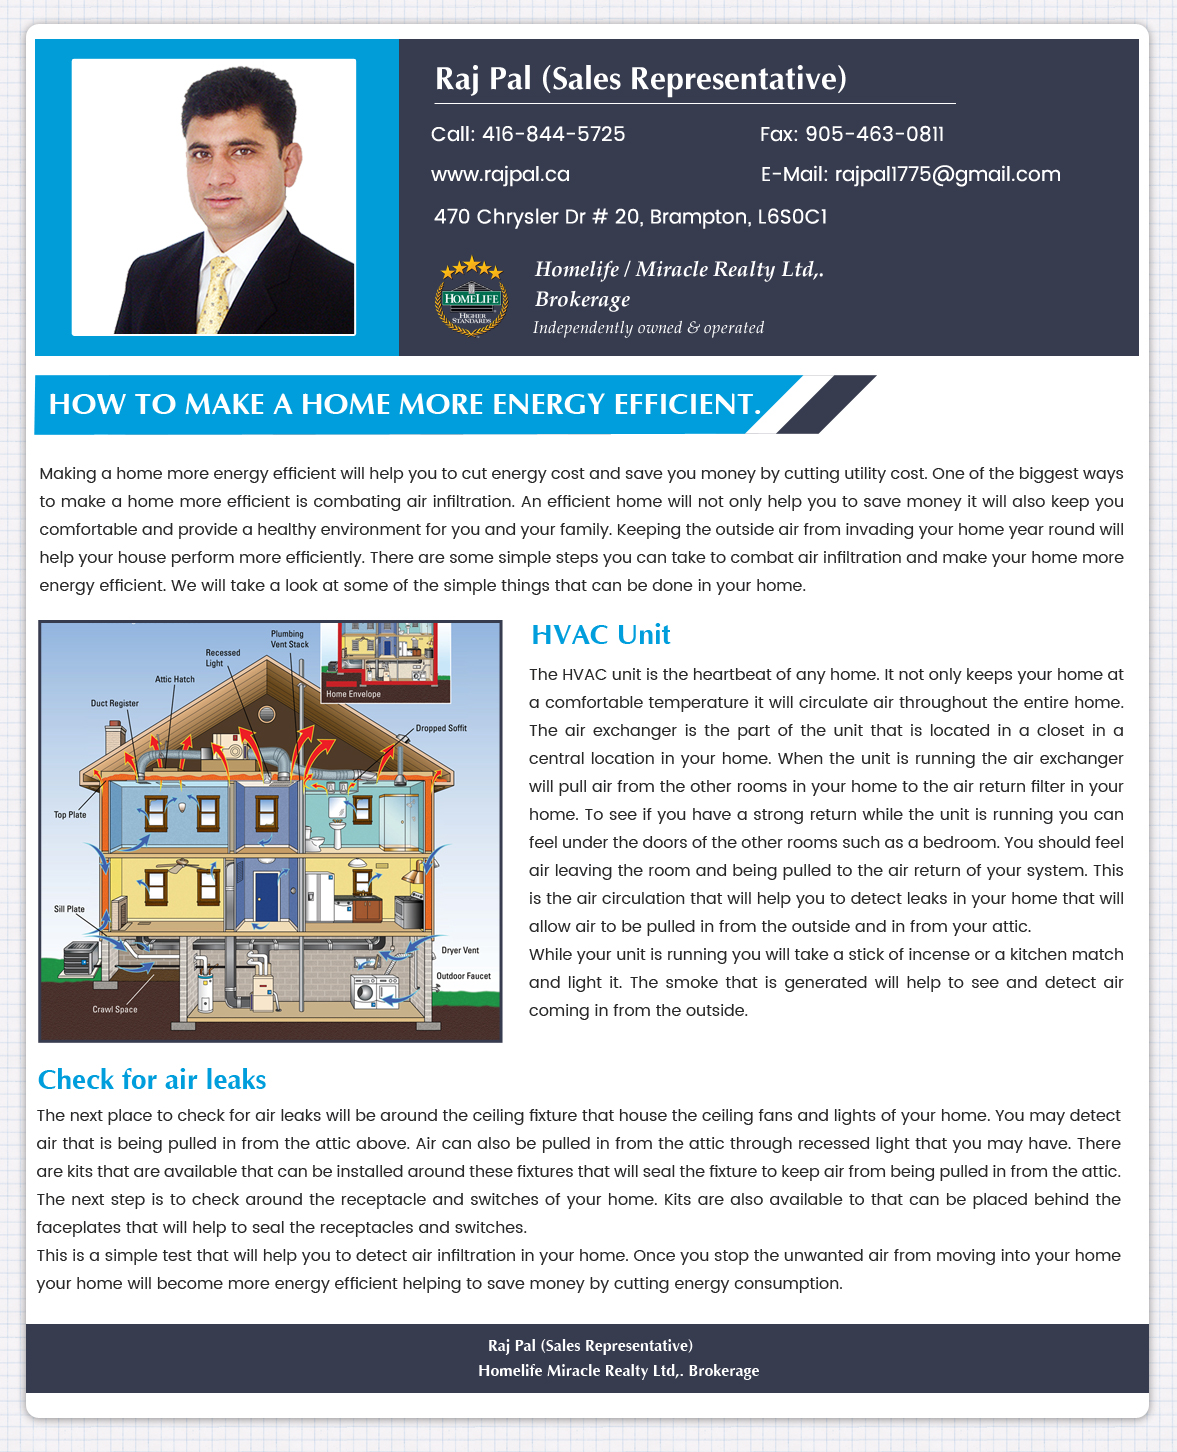 Raj Pal (Sales Representative)
Call: 416-844-5725
Fax: 905-463-0811
www.rajpal.ca
E-Mail: rajpal1775@gmail.com
470 Chrysler Dr # 20, Brampton, L6S0C1
HOMELIFE
HIGHER
STANDARDS
Homelife / Miracle Realty Ltd,.
Brokerage
Independently owned & operated
HOW TO MAKE A HOME MORE ENERGY EFFICIENT.
Making a home more energy efficient will help you to cut energy cost and save you money by cutting utility cost. One of the biggest ways
to make a home more efficient is combating air infiltration. An efficient home will not only help you to save money it will also keep you
comfortable and provide a healthy environment for you and your family. Keeping the outside air from invading your home year round will
help your house perform more efficiently. There are some simple steps you can take to combat air infiltration and make your home more
energy efficient. We will take a look at some of the simple things that can be done in your home.
Plumbing
Vent Stack
Recessed
Light
Attic Hatch
Duct Register
Home Envelope
Dropped Soffit
Top Plate
Sill Plate
Dryer Vent
Outdoor Faucet
Crawl Space
HVAC Unit
The HVAC unit is the heartbeat of any home. It not only keeps your home at
a comfortable temperature it will circulate air throughout the entire home.
The air exchanger is the part of the unit that is located in a closet in a
central location in your home. When the unit is running the air exchanger
will pull air from the other rooms in your home to the air return filter in your
home. To see if you have a strong return while the unit is running you can
feel under the doors of the other rooms such as a bedroom. You should feel
air leaving the room and being pulled to the air return of your system. This
is the air circulation that will help you to detect leaks in your home that will
allow air to be pulled in from the outside and in from your attic.
While your unit is running you will take a stick of incense or a kitchen match
and light it. The smoke that is generated will help to see and detect air
coming in from the outside.
Check for air leaks
The next place to check for air leaks will be around the ceiling fixture that house the ceiling fans and lights of your home. You may detect
air that is being pulled in from the attic above. Air can also be pulled in from the attic through recessed light that you may have. There
are kits that are available that can be installed around these fixtures that will seal the fixture to keep air from being pulled in from the attic.
The next step is to check around the receptacle and switches of your home. Kits are also available to that can be placed behind the
faceplates that will help to seal the receptacles and switches.
This is a simple test that will help you to detect air infiltration in your home. Once you stop the unwanted air from moving into your home
your home will become more energy efficient helping to save money by cutting energy consumption.
Raj Pal (Sales Representative)
Homelife Miracle Realty Ltd,. Brokerage